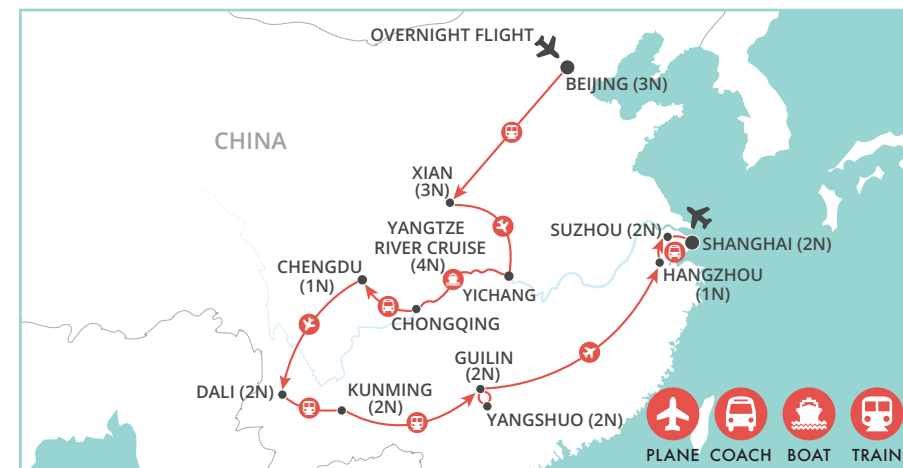 OVERNIGHT FLIGHT
BEIJING (3N)
CHINA
XIAN
(3N)
YANGTZE
RIVER CRUISE
(4N)
SUZHOU (2N)
SHANGHAI (2N)
CHENGDU
(1N)
HANGZHOU
(1N)
YICHANG
CHONGQING
GUILIN
(2N)
DALI (2N)
KUNMING
(2N)
YANGSHUO (2N)
PLANE COACH BOAT TRAIN